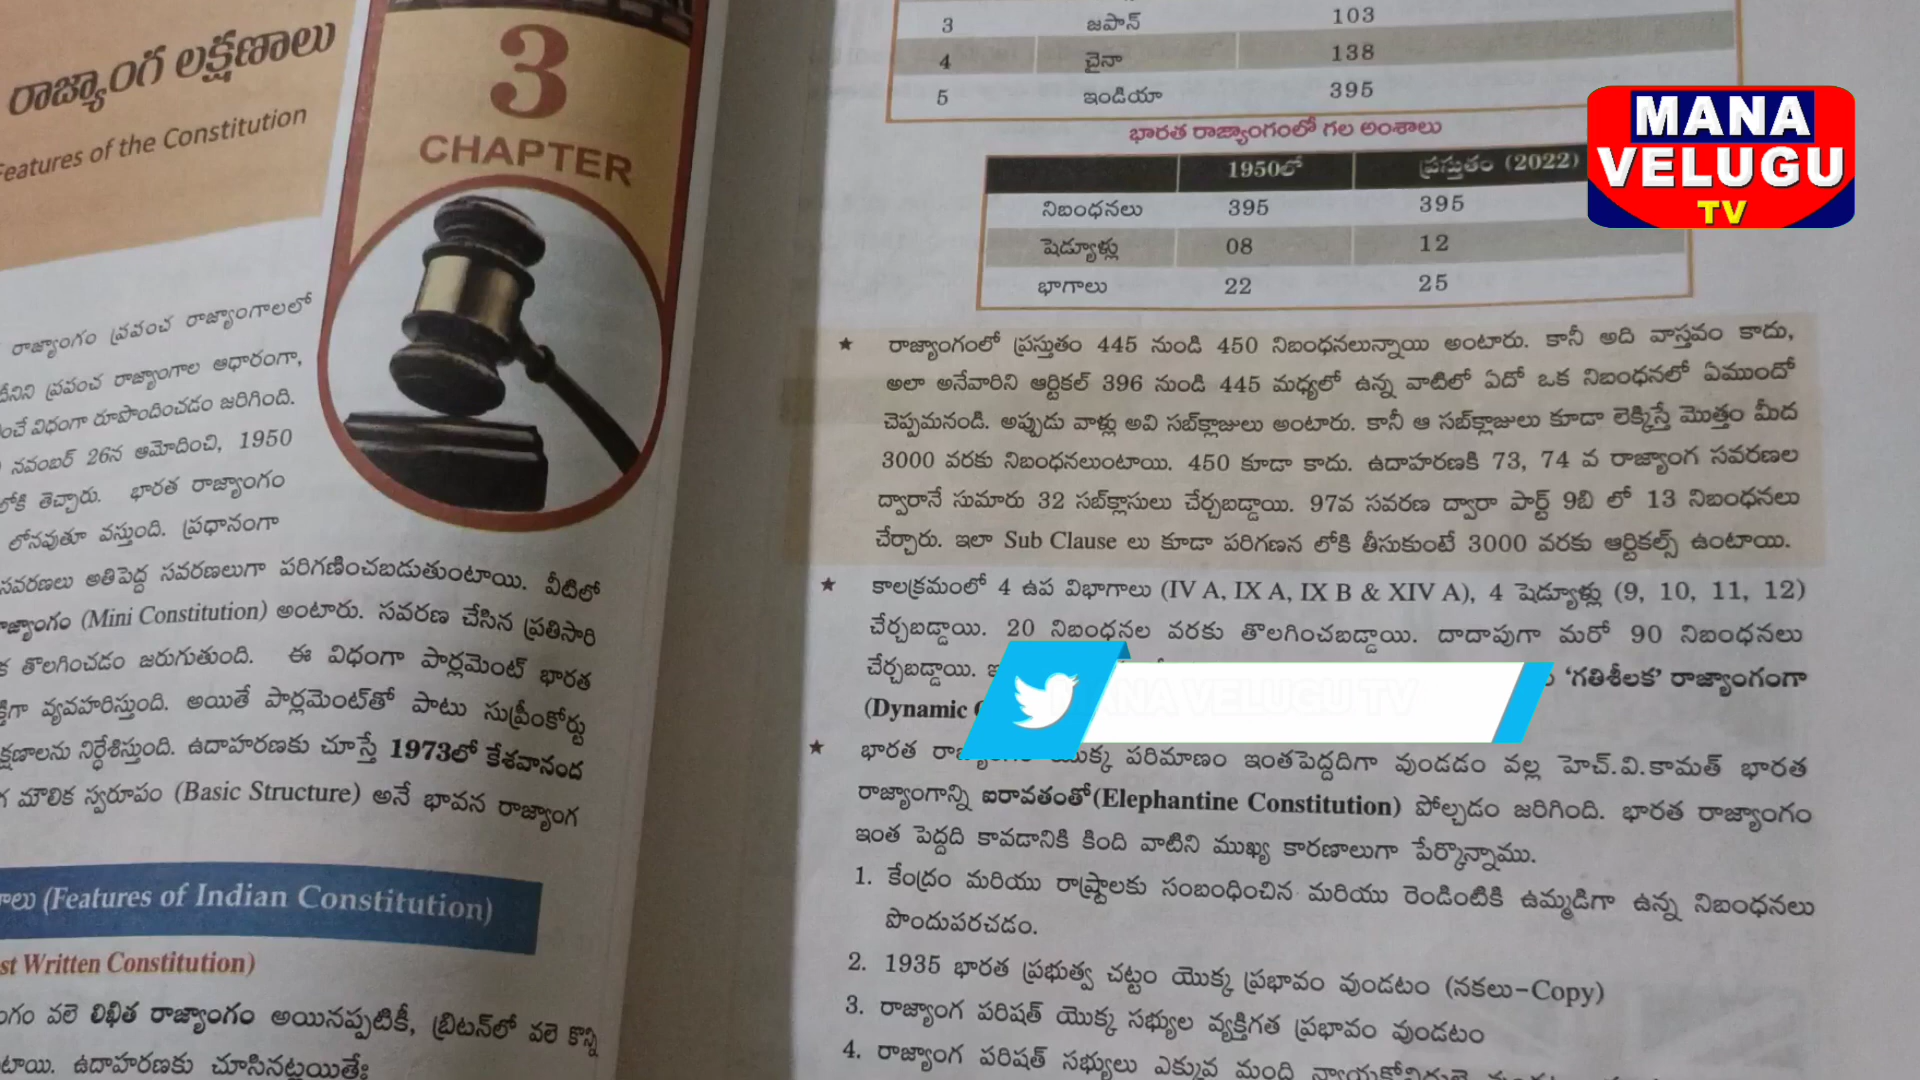 రాజ్యాంగ లక్షణాలు
Features of the Constitution
3
CHAPTER
రాజ్యాంగం ప్రపంచ రాజ్యాంగాలలో
దీనిని ప్రపంచ రాజ్యాంగాల ఆధారంగా,
విధంగా రూపొందించడం జరిగింది.
నవంబర్ 26న ఆమోదించి, 1950
తెచ్చారు. భారత రాజ్యాంగం
లోనవుతూ వస్తుంది. ప్రధానంగా
సవరణలు అతిపెద్ద సవరణలుగా పరిగణించబడుతుంటాయి. వీటిలో
(Mini Constitution) అంటారు. సవరణ చేసిన ప్రతిసారి
తొలగించడం జరుగుతుంది. ఈ విధంగా పార్లమెంట్ భారత
వ్యవహరిస్తుంది. అయితే పార్లమెంట్‌తో పాటు సుప్రీంకోర్టు
నిర్దేశిస్తుంది. ఉదాహరణకు చూస్తే 1973లో కేశవానంద
మౌలిక స్వరూపం (Basic Structure) అనే భావన రాజ్యాంగ
(Features of Indian Constitution)
Written Constitution)
వలె లిఖిత రాజ్యాంగం అయినప్పటికీ, బ్రిటన్‌లో వలె కొన్ని
ఉదాహరణకు చూసినట్లయితే:
3 జపాన్ 103
4 చైనా 138
5 ఇండియా 395
భారత రాజ్యాంగంలో గల అంశాలు
1950లో ప్రస్తుతం (2022)
నిబంధనలు 395 395
షెడ్యూళ్లు 08 12
భాగాలు 22 25
★ రాజ్యాంగంలో ప్రస్తుతం 445 నుండి 450 నిబంధనలున్నాయి అంటారు. కానీ అది వాస్తవం కాదు,
అలా అనేవారిని ఆర్టికల్ 396 నుండి 445 మధ్యలో ఉన్న వాటిలో ఏదో ఒక నిబంధనలో ఏముందో
చెప్పమనండి. అప్పుడు వాళ్లు అవి సబ్‌క్లాజులు అంటారు. కానీ ఆ సబ్‌క్లాజులు కూడా లెక్కిస్తే మొత్తం మీద
3000 వరకు నిబంధనలుంటాయి. 450 కూడా కాదు. ఉదాహరణకి 73, 74 వ రాజ్యాంగ సవరణల
ద్వారానే సుమారు 32 సబ్‌క్లాసులు చేర్చబడ్డాయి. 97వ సవరణ ద్వారా పార్ట్ 9బి లో 13 నిబంధనలు
చేర్చారు. ఇలా Sub Clause లు కూడా పరిగణన లోకి తీసుకుంటే 3000 వరకు ఆర్టికల్స్ ఉంటాయి.
★ కాలక్రమంలో 4 ఉప విభాగాలు (IV A, IX A, IX B & XIV A), 4 షెడ్యూళ్లు (9, 10, 11, 12)
చేర్చబడ్డాయి. 20 నిబంధనల వరకు తొలగించబడ్డాయి. దాదాపుగా మరో 90 నిబంధనలు
చేర్చబడ్డాయి. ‘గతిశీలక’ రాజ్యాంగంగా
(Dynamic
★ భారత యొక్క పరిమాణం ఇంతపెద్దదిగా వుండడం వల్ల హెచ్.వి.కామత్ భారత
రాజ్యాంగాన్ని ఐరావతంతో(Elephantine Constitution) పోల్చడం జరిగింది. భారత రాజ్యాంగం
ఇంత పెద్దది కావడానికి కింది వాటిని ముఖ్య కారణాలుగా పేర్కొన్నాము.
1. కేంద్రం మరియు రాష్ట్రాలకు సంబంధించిన మరియు రెండింటికి ఉమ్మడిగా ఉన్న నిబంధనలు
పొందుపరచడం.
2. 1935 భారత ప్రభుత్వ చట్టం యొక్క ప్రభావం వుండటం (నకలు-Copy)
3. రాజ్యాంగ పరిషత్ యొక్క సభ్యుల వ్యక్తిగత ప్రభావం వుండటం
4. రాజ్యాంగ పరిషత్ సభ్యులు ఎక్కువ మంది
MANA
VELUGU
TV
MANA VELUGU TV